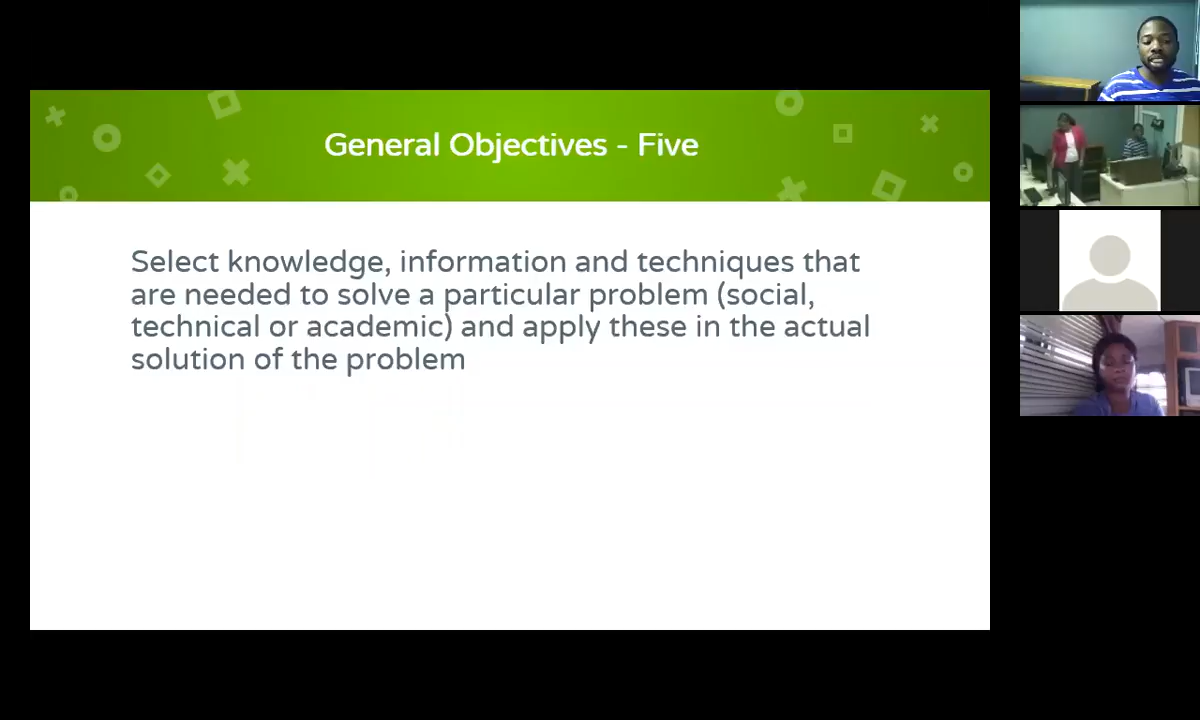 General Objectives - Five
Select knowledge, information and techniques that
are needed to solve a particular problem (social,
technical or academic) and apply these in the actual
solution of the problem